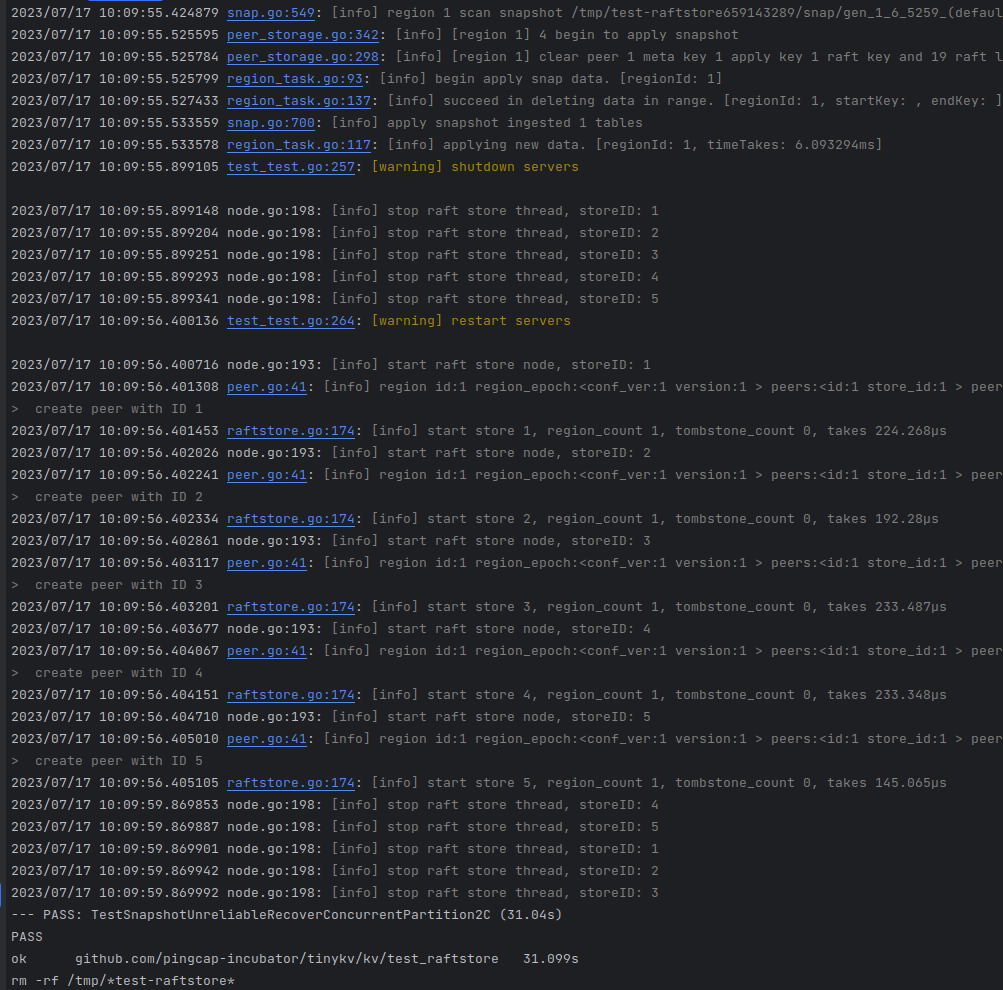 2023/07/17 10:09:55.424879 snap.go:549: [info] region 1 scan snapshot /tmp/test-raftstore659143289/snap/gen_1_6_5259_(defaul
2023/07/17 10:09:55.525595 peer_storage.go:342: [info] [region 1] 4 begin to apply snapshot
2023/07/17 10:09:55.525784 peer_storage.go:298: [info] [region 1] clear peer 1 meta key 1 apply key 1 raft key and 19 raft l
2023/07/17 10:09:55.525799 region_task.go:93: [info] begin apply snap data. [regionId: 1]
2023/07/17 10:09:55.527433 region_task.go:137: [info] succeed in deleting data in range. [regionId: 1, startKey: , endKey: ]
2023/07/17 10:09:55.533559 snap.go:700: [info] apply snapshot ingested 1 tables
2023/07/17 10:09:55.533578 region_task.go:117: [info] applying new data. [regionId: 1, timeTakes: 6.093294ms]
2023/07/17 10:09:55.899105 test_test.go:257: [warning] shutdown servers
2023/07/17 10:09:55.899148 node.go:198: [info] stop raft store thread, storeID: 1
2023/07/17 10:09:55.899204 node.go:198: [info] stop raft store thread, storeID: 2
2023/07/17 10:09:55.899251 node.go:198: [info] stop raft store thread, storeID: 3
2023/07/17 10:09:55.899293 node.go:198: [info] stop raft store thread, storeID: 4
2023/07/17 10:09:55.899341 node.go:198: [info] stop raft store thread, storeID: 5
2023/07/17 10:09:56.400136 test_test.go:264: [warning] restart servers
2023/07/17 10:09:56.400716 node.go:193: [info] start raft store node, storeID: 1
2023/07/17 10:09:56.401308 peer.go:41: [info] region id:1 region_epoch:<conf_ver:1 version:1 > peers:<id:1 store_id:1 > peer
>  create peer with ID 1
2023/07/17 10:09:56.401453 raftstore.go:174: [info] start store 1, region_count 1, tombstone_count 0, takes 224.268µs
2023/07/17 10:09:56.402026 node.go:193: [info] start raft store node, storeID: 2
2023/07/17 10:09:56.402241 peer.go:41: [info] region id:1 region_epoch:<conf_ver:1 version:1 > peers:<id:1 store_id:1 > peer
>  create peer with ID 2
2023/07/17 10:09:56.402334 raftstore.go:174: [info] start store 2, region_count 1, tombstone_count 0, takes 192.28µs
2023/07/17 10:09:56.402861 node.go:193: [info] start raft store node, storeID: 3
2023/07/17 10:09:56.403117 peer.go:41: [info] region id:1 region_epoch:<conf_ver:1 version:1 > peers:<id:1 store_id:1 > peer
>  create peer with ID 3
2023/07/17 10:09:56.403201 raftstore.go:174: [info] start store 3, region_count 1, tombstone_count 0, takes 233.487µs
2023/07/17 10:09:56.403677 node.go:193: [info] start raft store node, storeID: 4
2023/07/17 10:09:56.404067 peer.go:41: [info] region id:1 region_epoch:<conf_ver:1 version:1 > peers:<id:1 store_id:1 > peer
>  create peer with ID 4
2023/07/17 10:09:56.404151 raftstore.go:174: [info] start store 4, region_count 1, tombstone_count 0, takes 233.348µs
2023/07/17 10:09:56.404710 node.go:193: [info] start raft store node, storeID: 5
2023/07/17 10:09:56.405010 peer.go:41: [info] region id:1 region_epoch:<conf_ver:1 version:1 > peers:<id:1 store_id:1 > peer
>  create peer with ID 5
2023/07/17 10:09:56.405105 raftstore.go:174: [info] start store 5, region_count 1, tombstone_count 0, takes 145.065µs
2023/07/17 10:09:59.869853 node.go:198: [info] stop raft store thread, storeID: 4
2023/07/17 10:09:59.869887 node.go:198: [info] stop raft store thread, storeID: 5
2023/07/17 10:09:59.869901 node.go:198: [info] stop raft store thread, storeID: 1
2023/07/17 10:09:59.869942 node.go:198: [info] stop raft store thread, storeID: 2
2023/07/17 10:09:59.869992 node.go:198: [info] stop raft store thread, storeID: 3
--- PASS: TestSnapshotUnreliableRecoverConcurrentPartition2C (31.04s)
PASS
ok      github.com/pingcap-incubator/tinykv/kv/test_raftstore   31.099s
rm -rf /tmp/*test-raftstore*